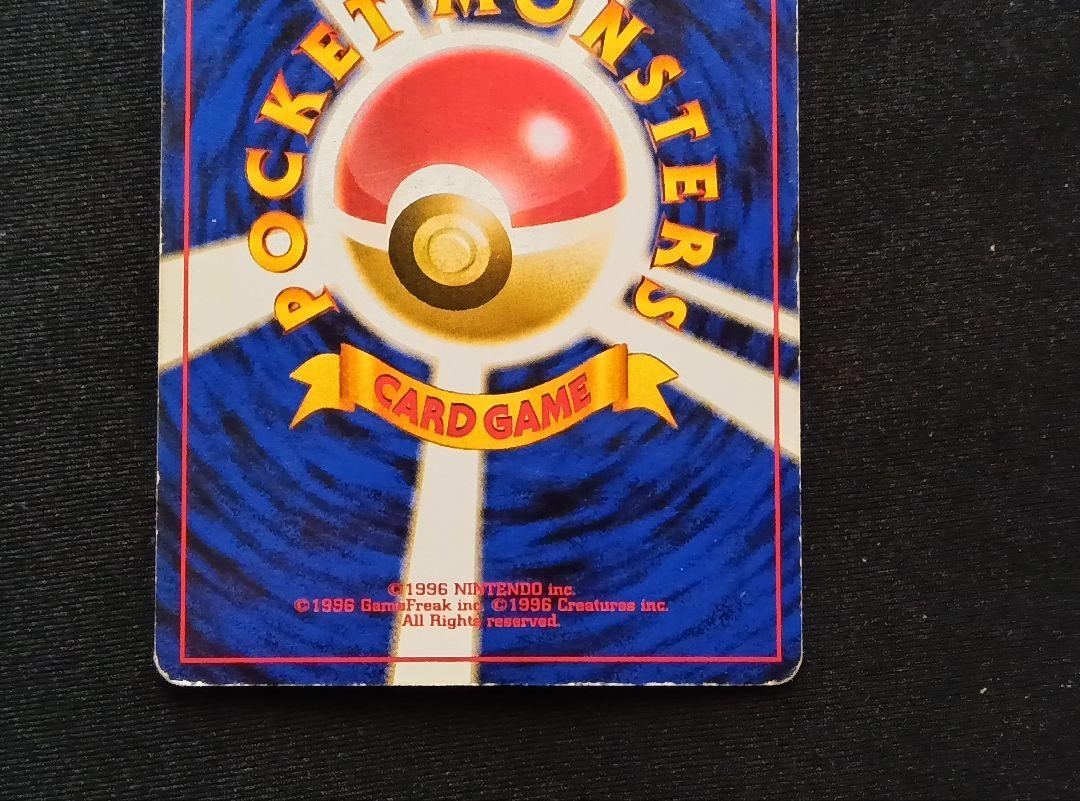 POCKET MONSTERS
CARD GAME
©1996 NINTENDO inc.
©1996 GameFreak inc. ©1996 Creatures inc.
All Rights reserved.